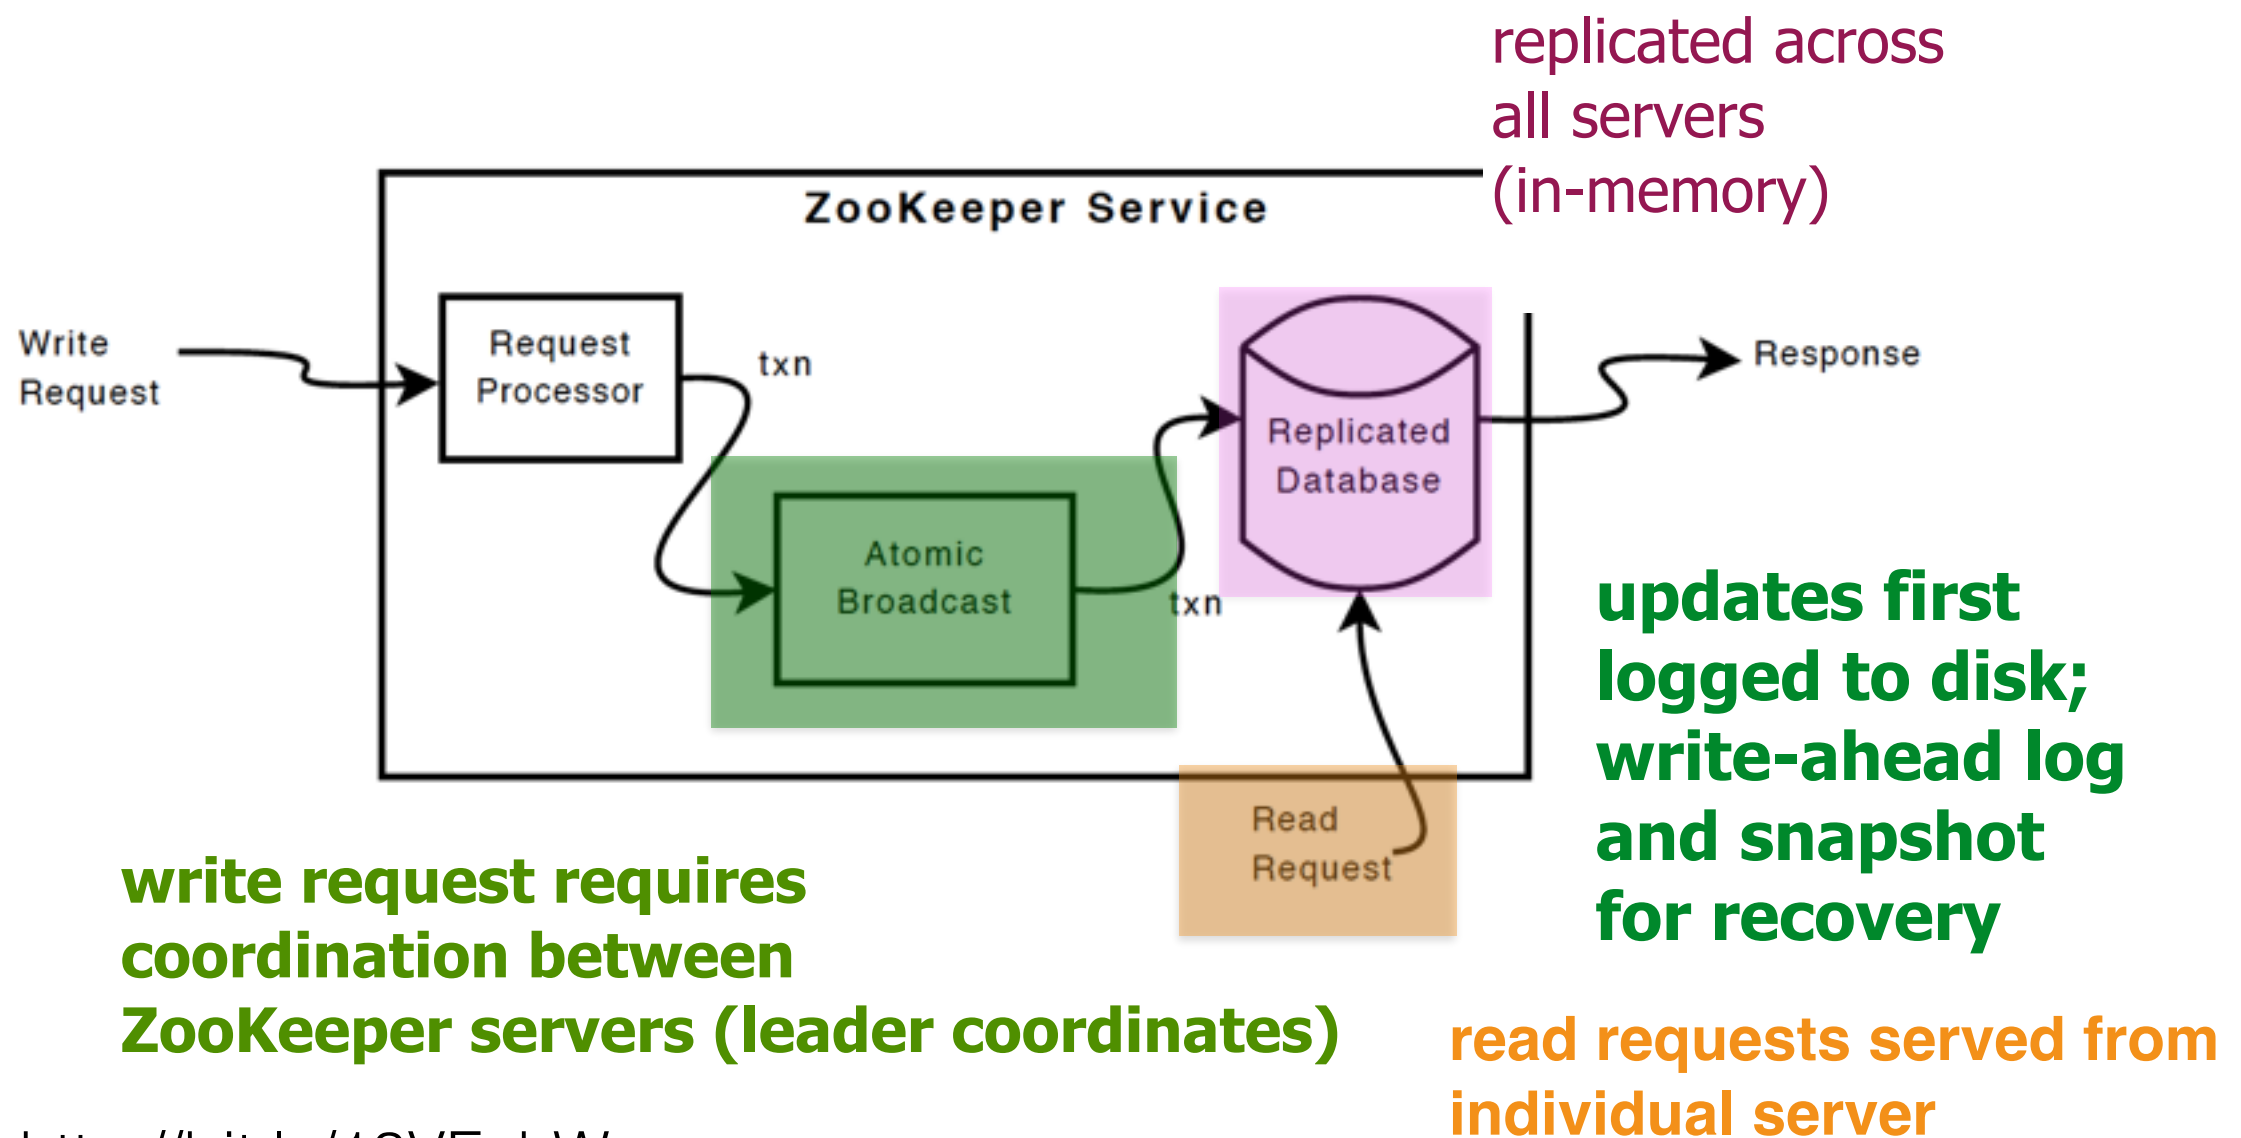 replicated across
all servers
(in-memory)
ZooKeeper Service
Write
Request
Request
Processor
txn
Atomic
Broadcast
txn
Replicated
Database
Response
Read
Request
updates first
logged to disk;
write-ahead log
and snapshot
for recovery
write request requires
coordination between
ZooKeeper servers (leader coordinates)
read requests served from
individual server